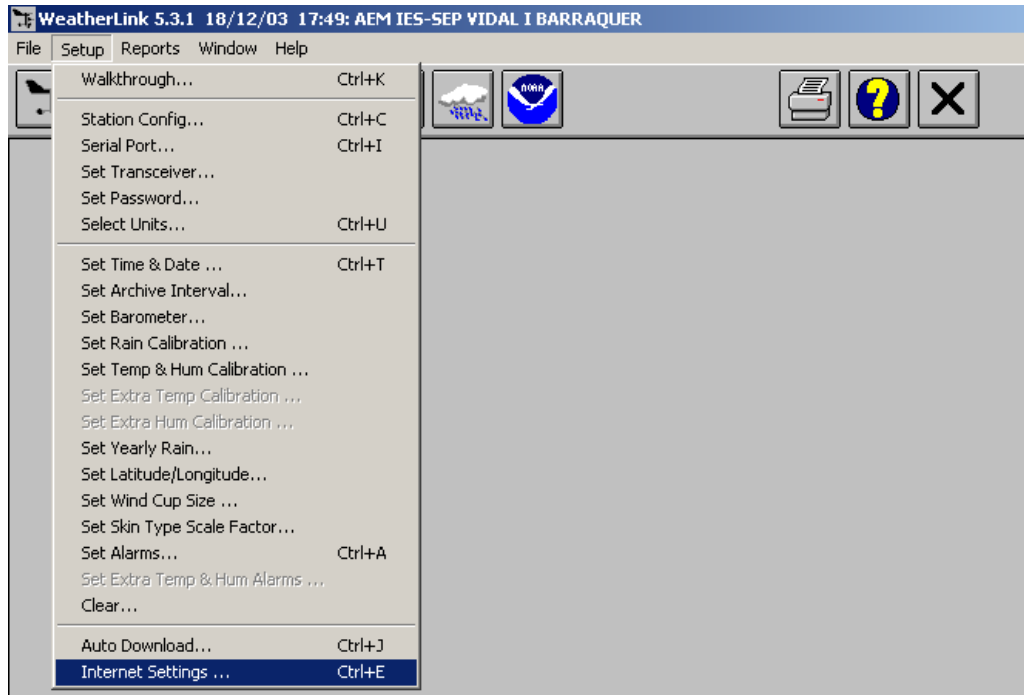 WeatherLink 5.3.1 18/12/03 17:49: AEM IES-SEP VIDAL I BARRAQUER
File Setup Reports Window Help
NOAA
Walkthrough... Ctrl+K
Station Config... Ctrl+C
Serial Port... Ctrl+I
Set Transceiver...
Set Password...
Select Units... Ctrl+U
Set Time & Date ... Ctrl+T
Set Archive Interval...
Set Barometer...
Set Rain Calibration ...
Set Temp & Hum Calibration ...
Set Extra Temp Calibration ...
Set Extra Hum Calibration ...
Set Yearly Rain...
Set Latitude/Longitude...
Set Wind Cup Size ...
Set Skin Type Scale Factor...
Set Alarms... Ctrl+A
Set Extra Temp & Hum Alarms ...
Clear...
Auto Download... Ctrl+J
Internet Settings ... Ctrl+E